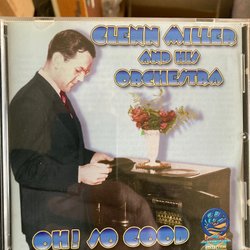 GLENN MILLER
AND HIS
ORCHESTRA
OH! SO GOOD